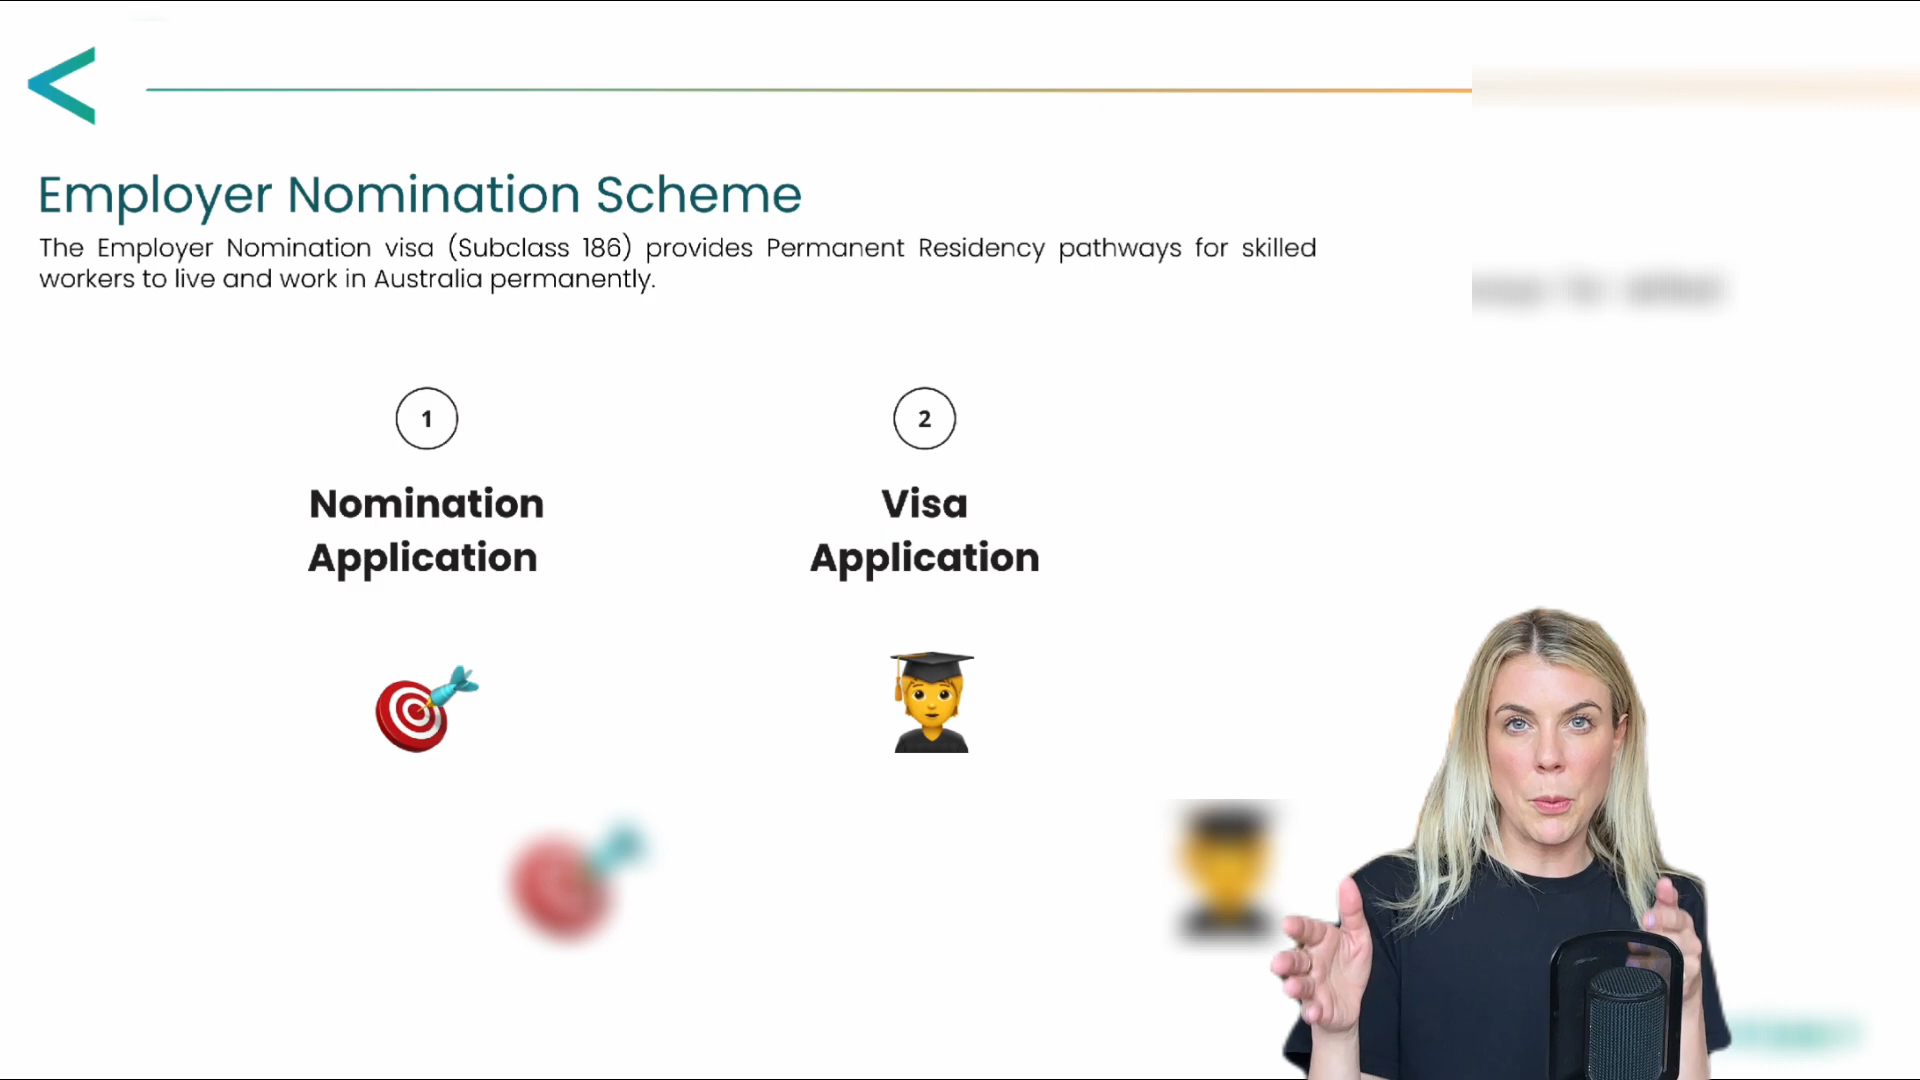 Employer Nomination Scheme
The Employer Nomination visa (Subclass 186) provides Permanent Residency pathways for skilled
workers to live and work in Australia permanently.
1
2
Nomination
Application
Visa
Application